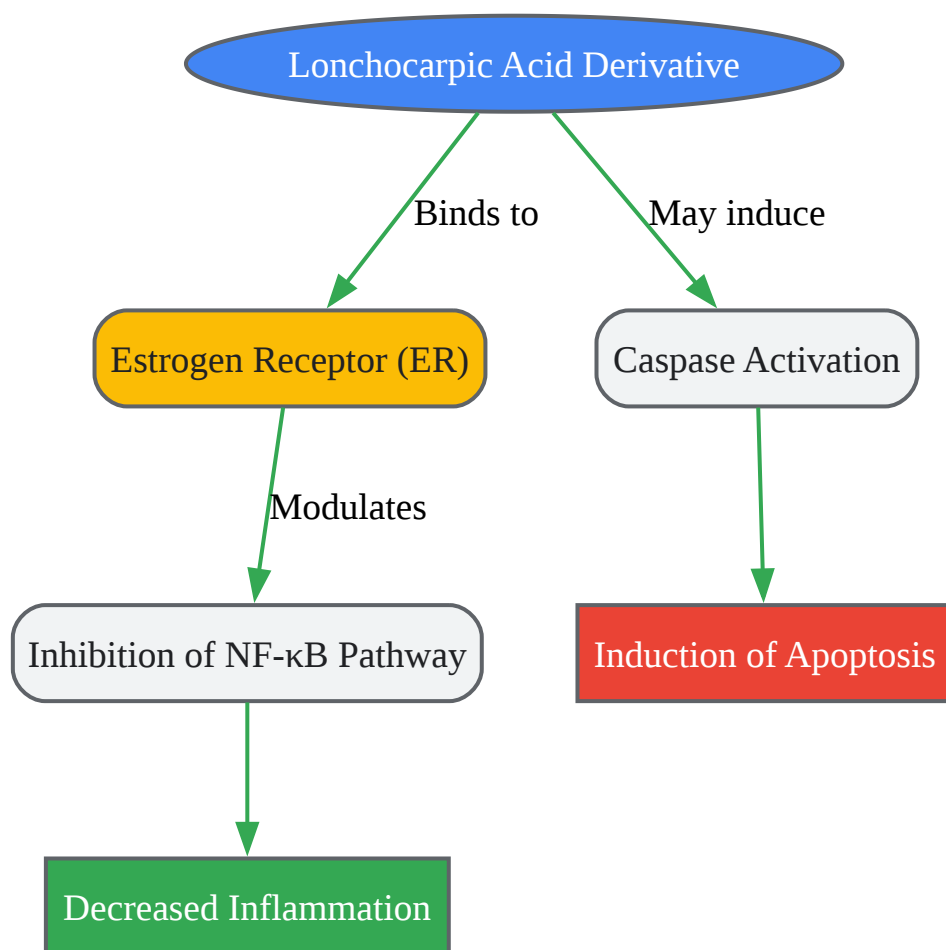 Lonchocarpic Acid Derivative
Binds to
May induce
Estrogen Receptor (ER)
Caspase Activation
Modulates
Inhibition of NF-κB Pathway
Induction of Apoptosis
Decreased Inflammation